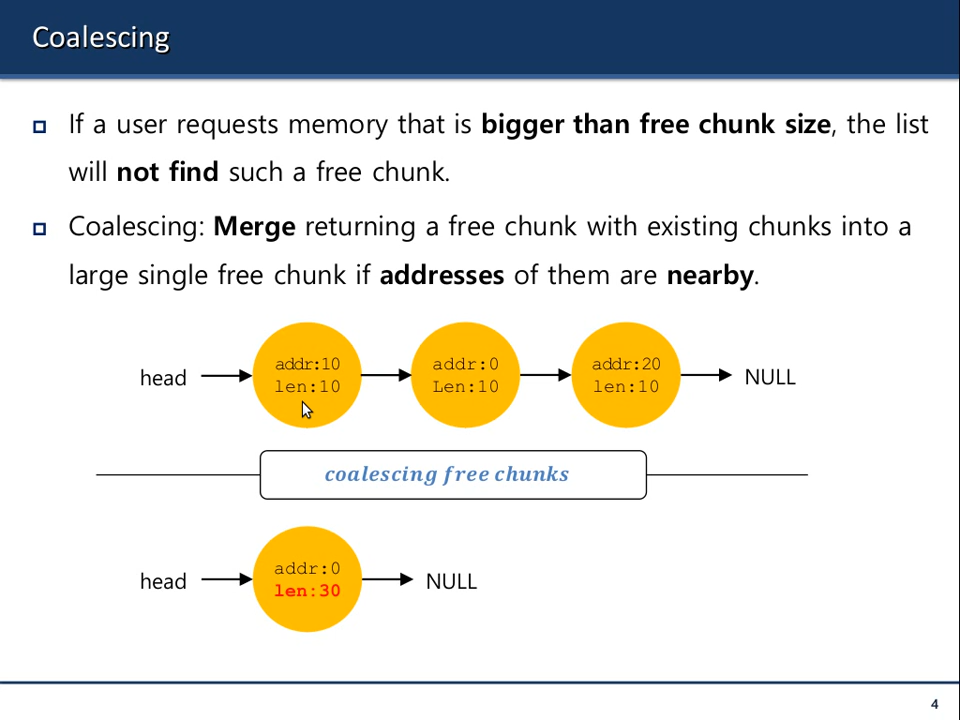 Coalescing
If a user requests memory that is bigger than free chunk size, the list
will not find such a free chunk.
Coalescing: Merge returning a free chunk with existing chunks into a
large single free chunk if addresses of them are nearby.
head addr:10 addr:0 addr:20 NULL
len:10 Len:10 len:10
coalescing free chunks
head addr:0 NULL
len:30
4